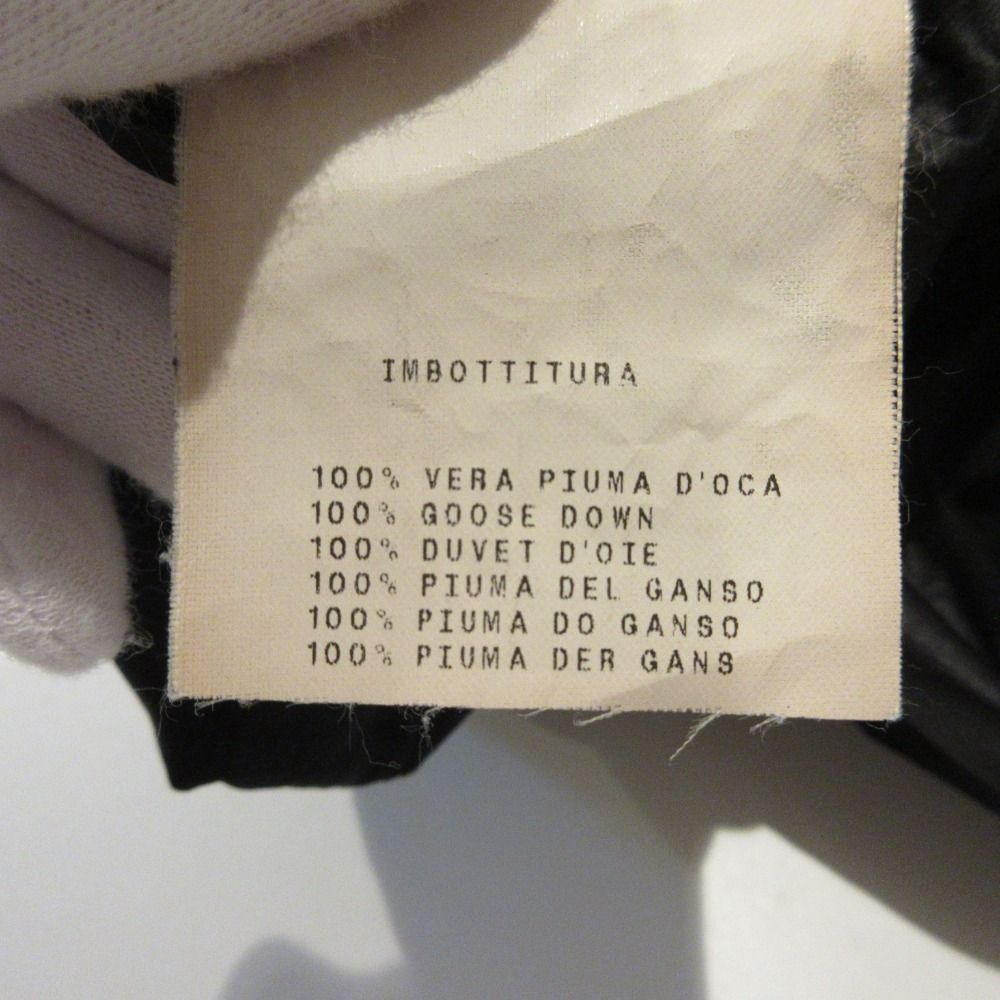 IMBOTTITURA
100% VERA PIUMA D'OCA
100% GOOSE DOWN
100% DUVET D'OIE
100% PIUMA DEL GANSO
100% PIUMA DO GANSO
100% PIUMA DER GANS